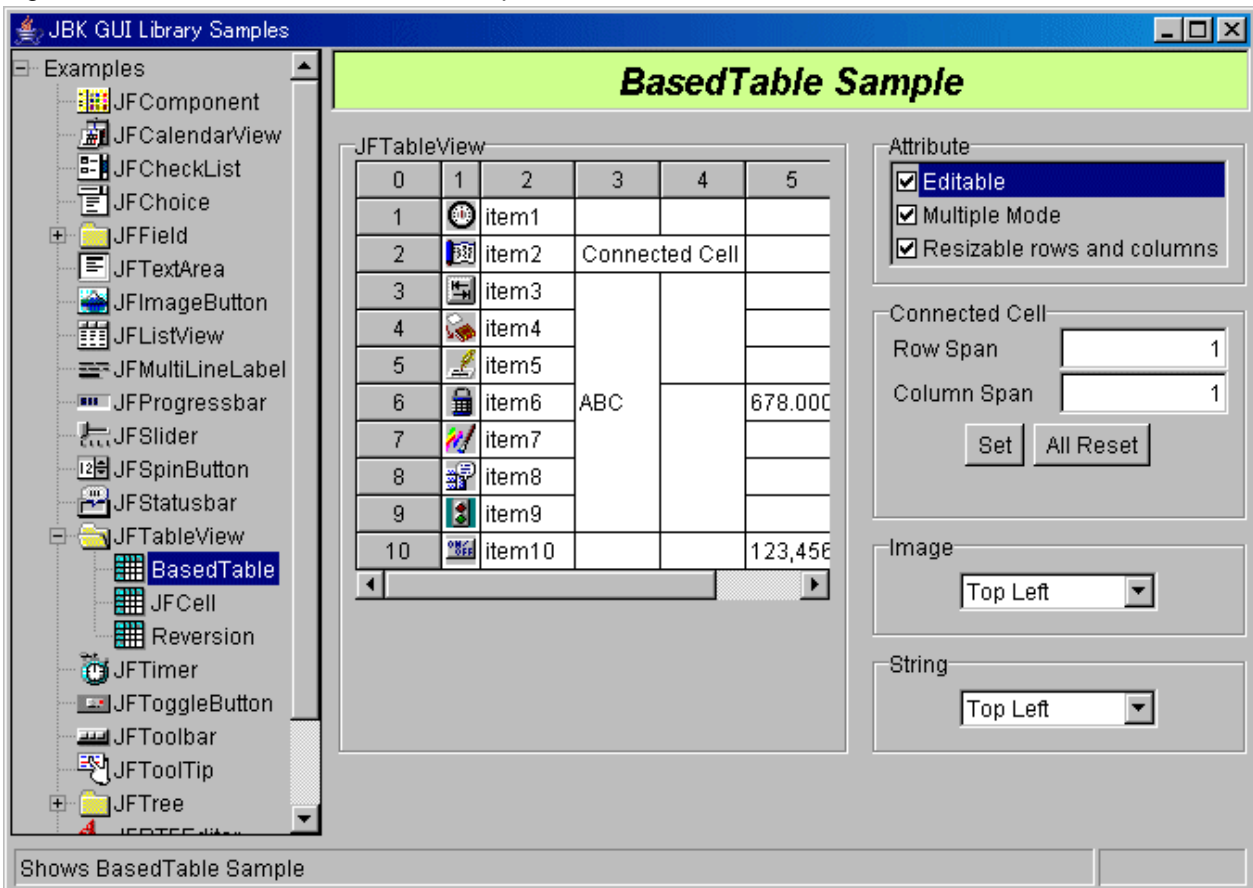 JBK GUI Library Samples
Examples
JFComponent
JFCalendarView
JFCheckList
JFChoice
JFField
JFTextArea
JFImageButton
JFListView
JFMultiLineLabel
JFProgressbar
JFSlider
JFSpinButton
JFStatusbar
JFTableView
BasedTable
JFCell
Reversion
JFTimer
JFToggleButton
JFToolbar
JFToolTip
JFTree
BasedTable Sample
JFTableView
0 1 2 3 4 5
1 item1
2 item2 Connected Cell
3 item3
4 item4
5 item5
6 item6 ABC 678.000
7 item7
8 item8
9 item9
10 item10 123,456
Attribute
Editable
Multiple Mode
Resizable rows and columns
Connected Cell
Row Span 1
Column Span 1
Set All Reset
Image
Top Left
String
Top Left
Shows BasedTable Sample